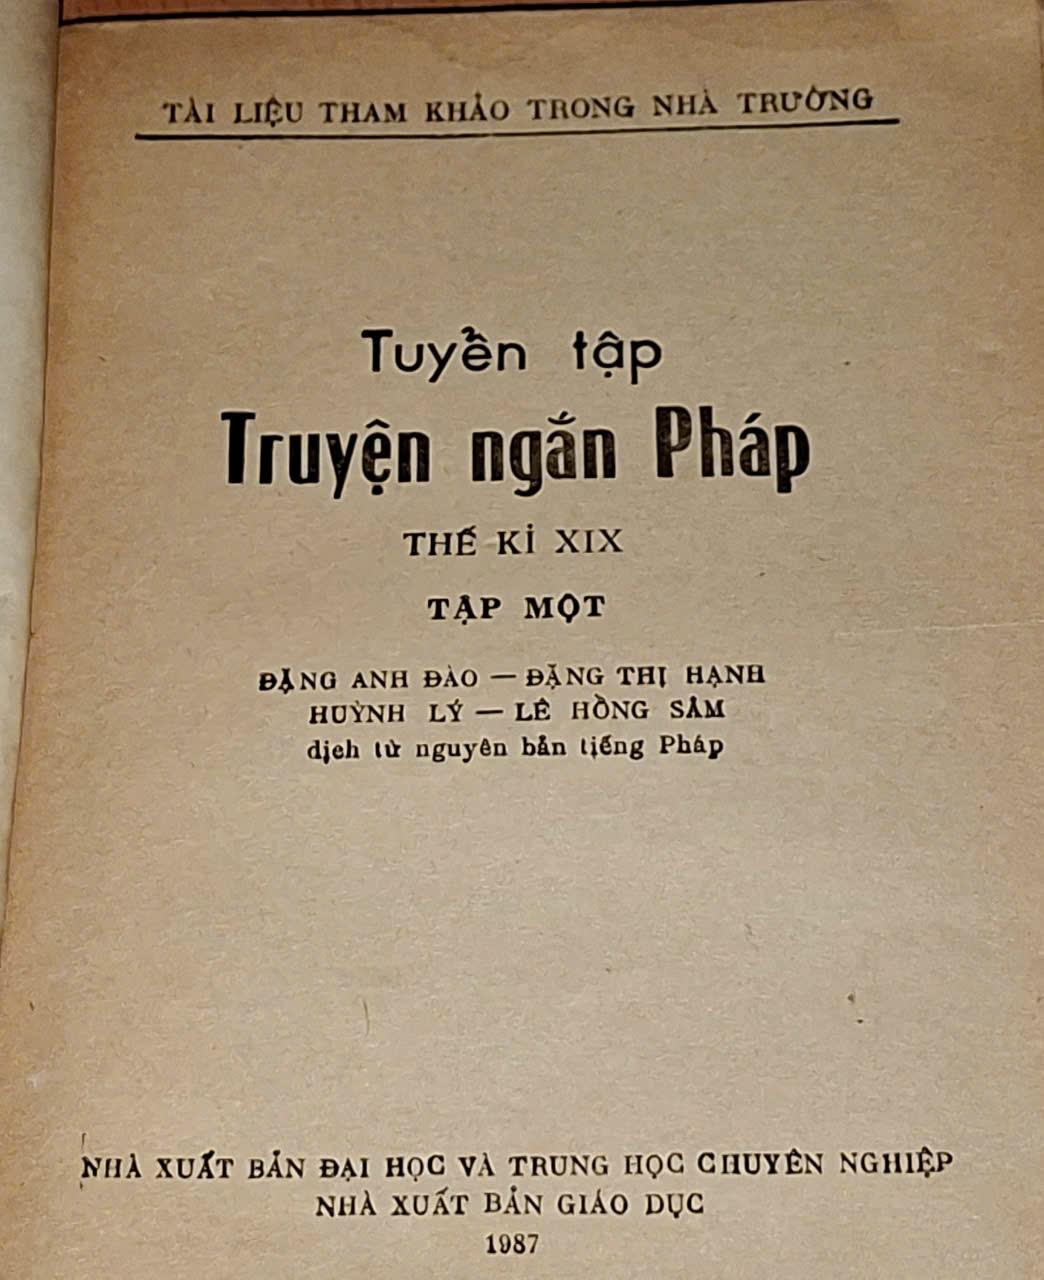 TÀI LIỆU THAM KHẢO TRONG NHÀ TRƯỜNG
Tuyển tập
Truyện ngắn Pháp
THẾ KỈ XIX
TẬP MỘT
ĐẶNG ANH ĐÀO — ĐẶNG THỊ HẠNH
HUỲNH LÝ — LÊ HỒNG SÂM
dịch từ nguyên bản tiếng Pháp
NHÀ XUẤT BẢN ĐẠI HỌC VÀ TRUNG HỌC CHUYÊN NGHIỆP
NHÀ XUẤT BẢN GIÁO DỤC
1987